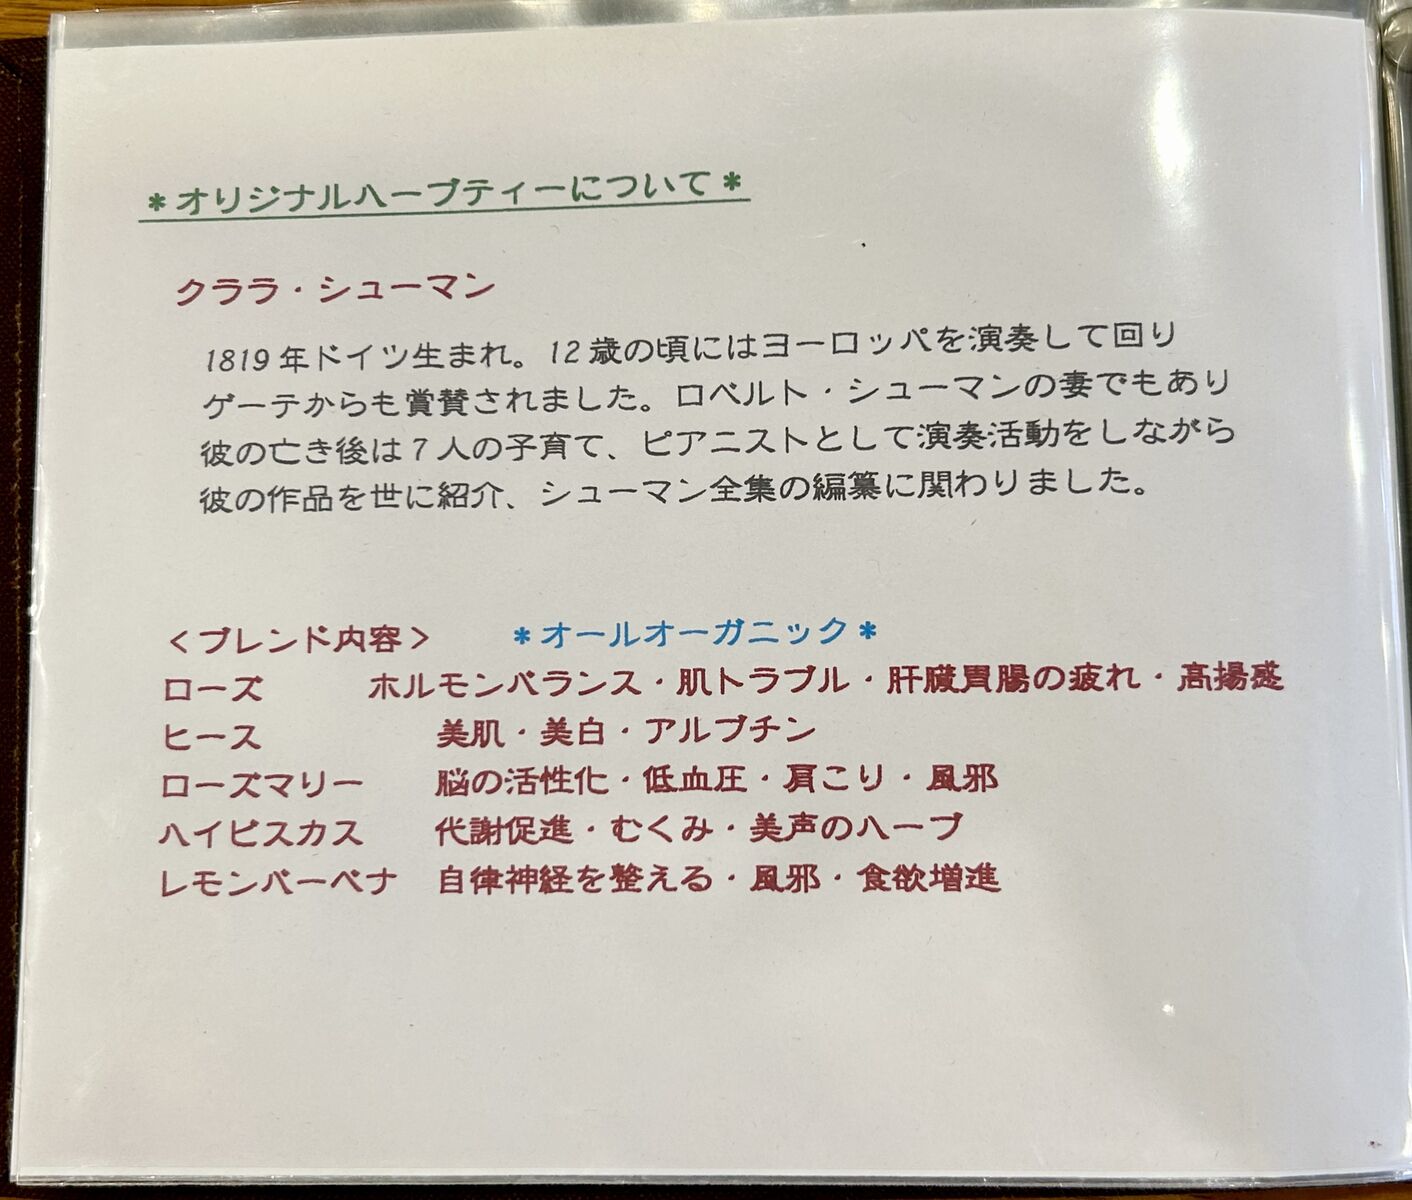 *オリジナルハーブティーについて*
クララ・シューマン
1819年ドイツ生まれ。12歳の頃にはヨーロッパを演奏して回り
ゲーテからも賞賛されました。ロベルト・シューマンの妻でもあり
彼の亡き後は7人の子育て、ピアニストとして演奏活動をしながら
彼の作品を世に紹介、シューマン全集の編纂に関わりました。
<ブレンド内容> *オールオーガニック*
ローズ ホルモンバランス・肌トラブル・肝臓胃腸の疲れ・高揚感
ヒース 美肌・美白・アルブチン
ローズマリー 脳の活性化・低血圧・肩こり・風邪
ハイビスカス 代謝促進・むくみ・美声のハーブ
レモンバーベナ 自律神経を整える・風邪・食欲増進